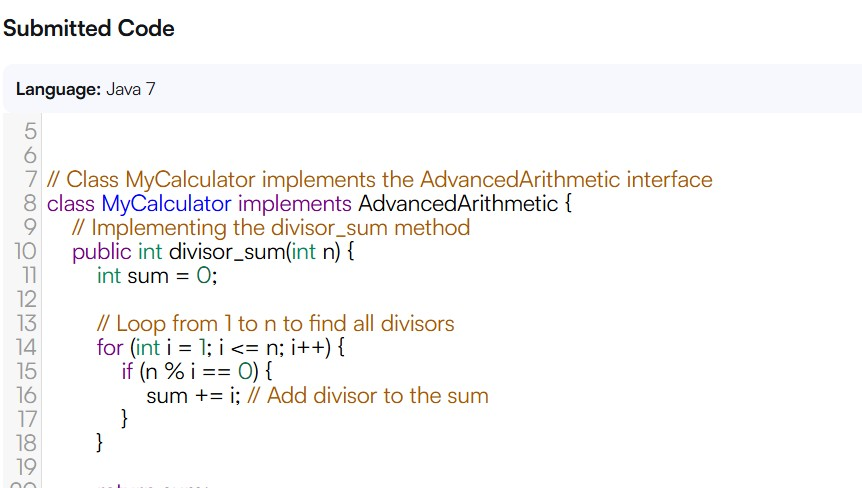 Submitted Code
Language: Java 7
5
6
7 // Class MyCalculator implements the AdvancedArithmetic interface
8 class MyCalculator implements AdvancedArithmetic {
9 // Implementing the divisor_sum method
10 public int divisor_sum(int n) {
11 int sum = 0;
12
13 // Loop from 1 to n to find all divisors
14 for (int i = 1; i <= n; i++) {
15 if (n % i == 0) {
16 sum += i; // Add divisor to the sum
17 }
18 }
19